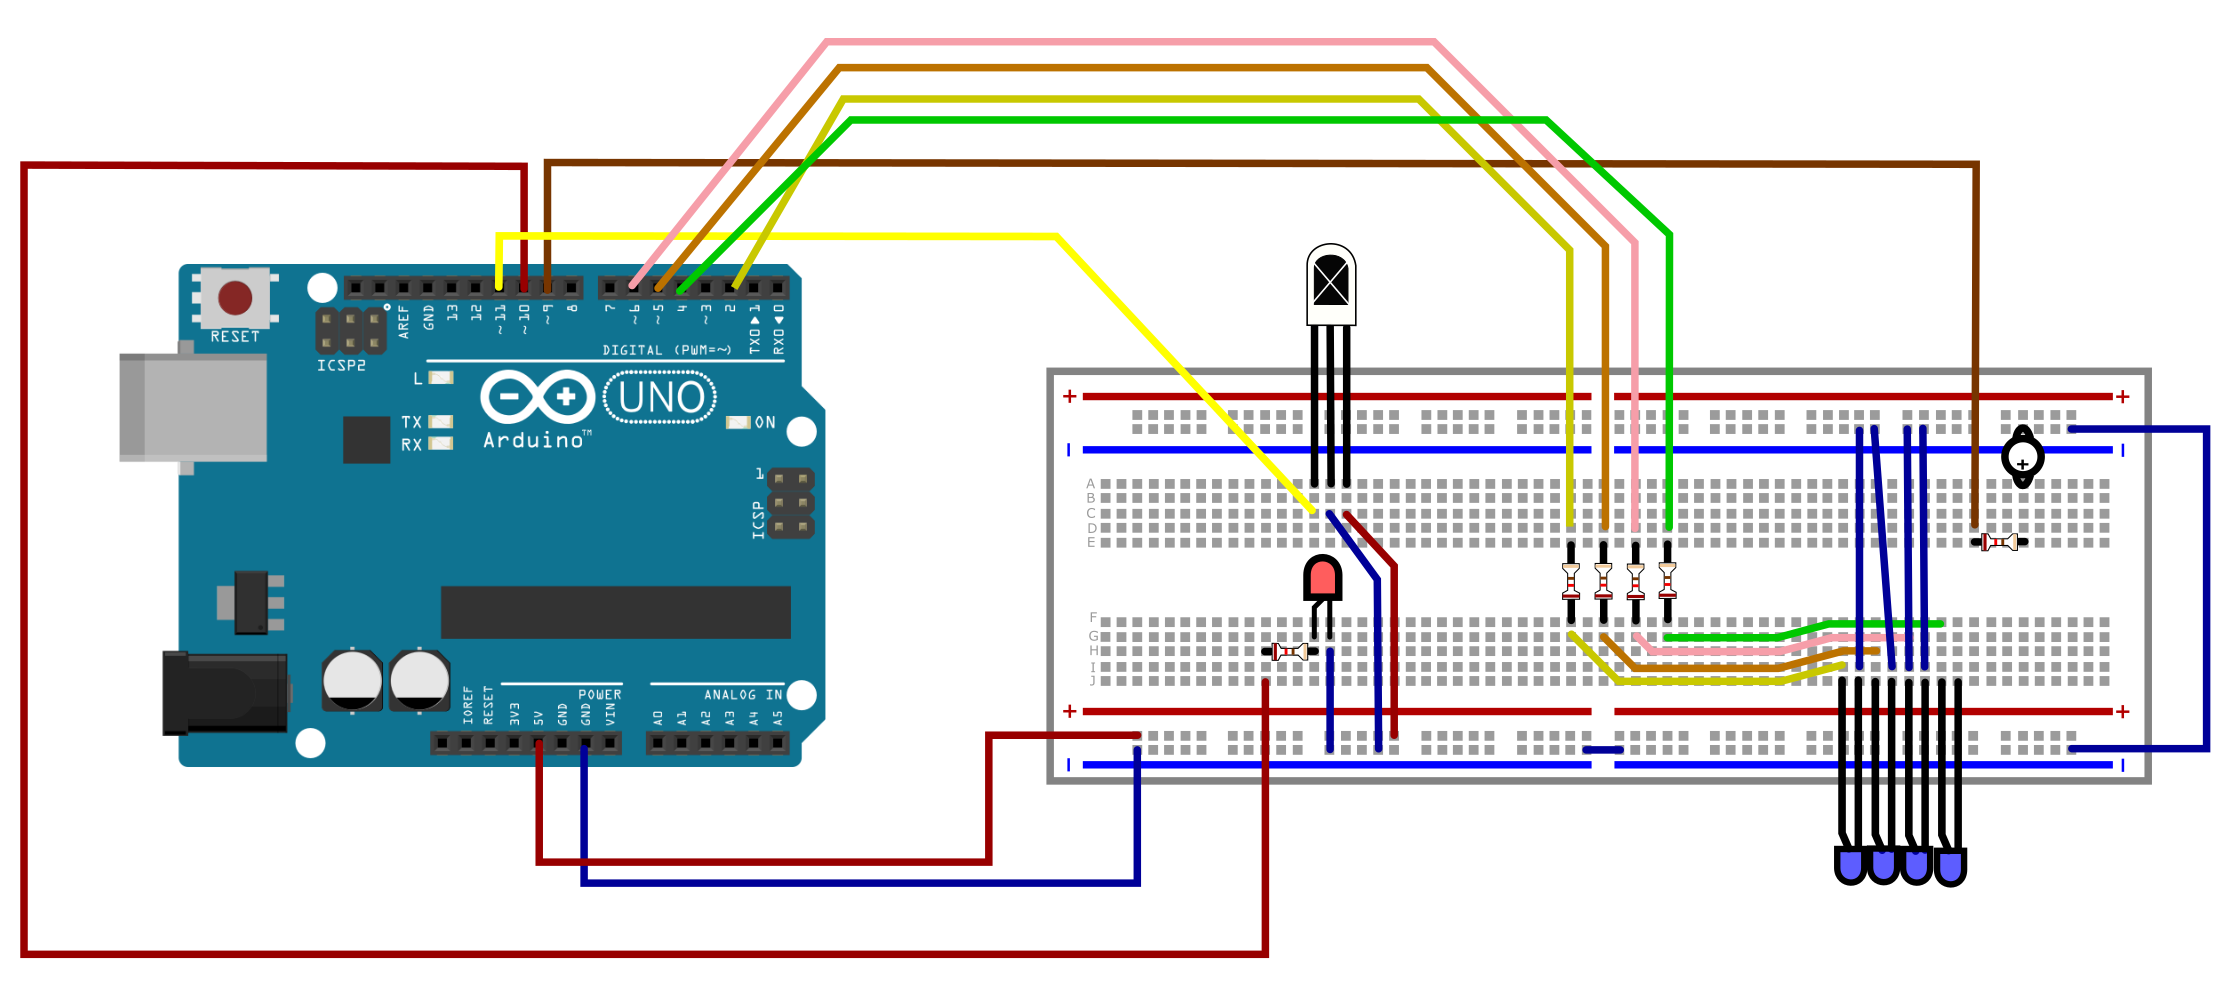 RESET
ICSP2
AREF
GND
13
12
~11
~10
~9
8
7
~6
~5
4
~3
2
TX0▶1
RX0◀0
DIGITAL (PWM=~)
L
TX
RX
UNO
Arduino™
ON
1
ICSP
IOREF
RESET
3V3
5V
GND
GND
VIN
POWER
ANALOG IN
A0
A1
A2
A3
A4
A5
+ +
A
B
C
D
E
F
G
H
I
J
+ +
+